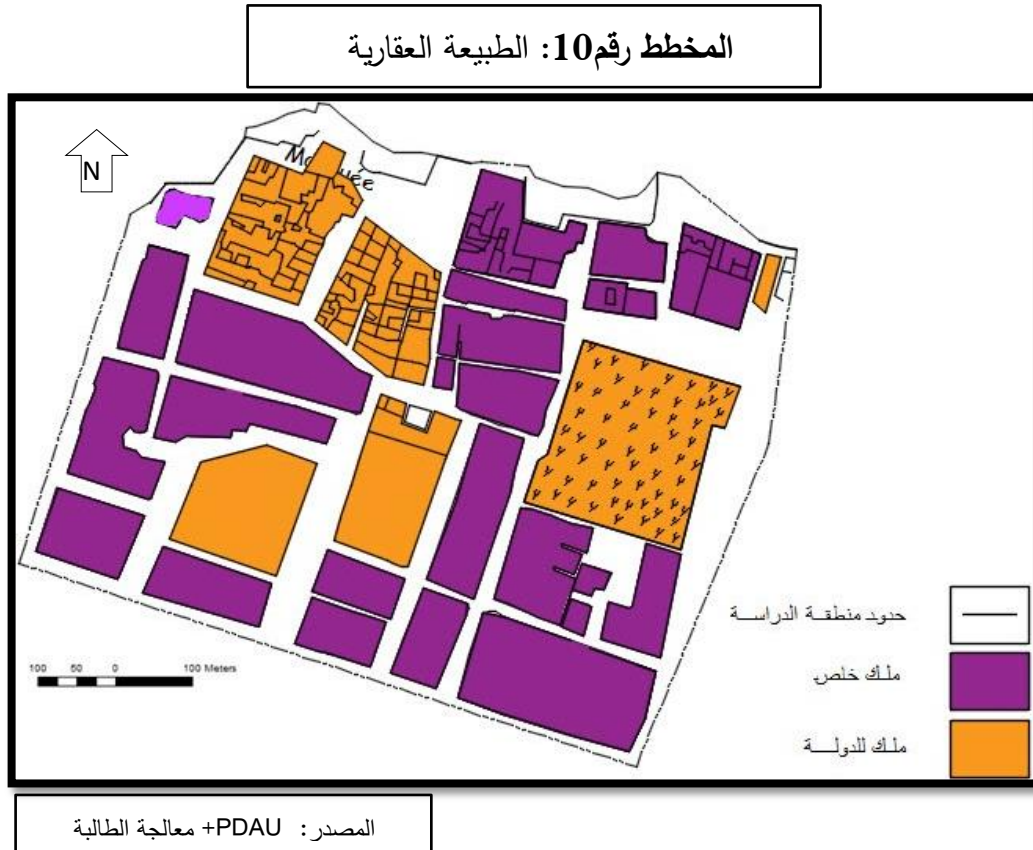 المخطط رقم10: الطبيعة العقارية
N
حدود منطقة الدراسة
ملك خاص
ملك للدولة
100 50 0 100 Meters
المصدر: PDAU+ معالجة الطالبة